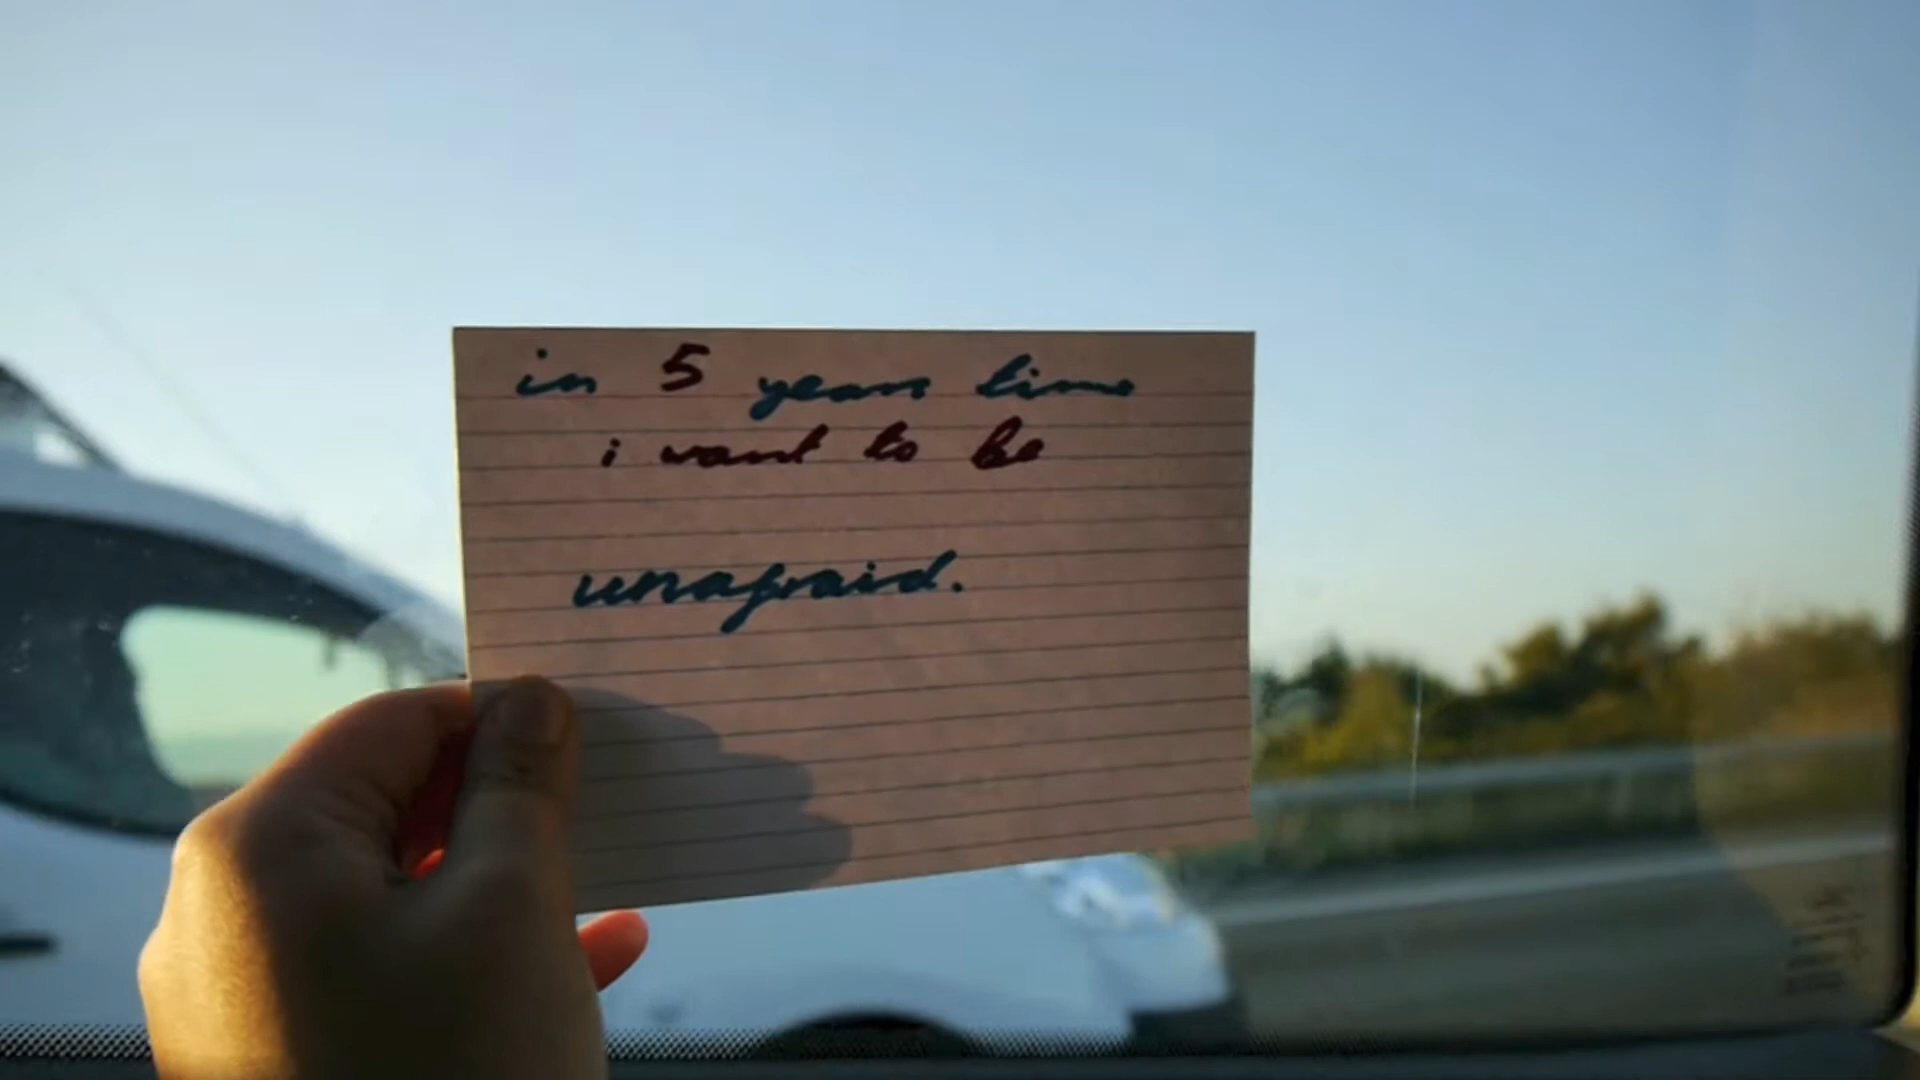 in 5 years time
i want to be
unafraid.